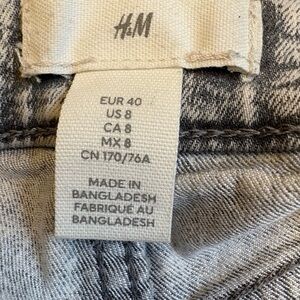 H&M
EUR 40
US 8
CA 8
MX 8
CN 170/76A
MADE IN
BANGLADESH
FABRIQUÉ AU
BANGLADESH